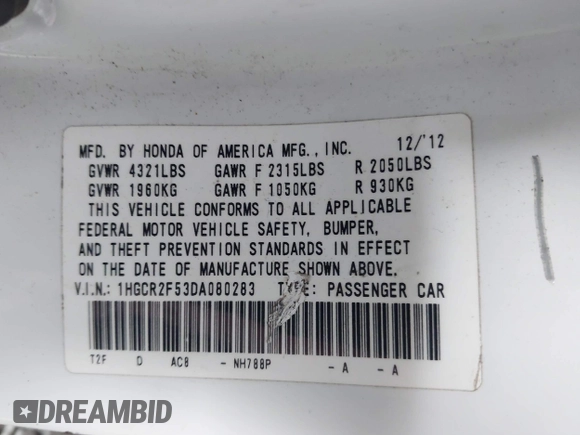 MFD. BY HONDA OF AMERICA MFG., INC. 12/'12
GVWR 4321LBS GAWR F 2315LBS R 2050LBS
GVWR 1960KG GAWR F 1050KG R 930KG
THIS VEHICLE CONFORMS TO ALL APPLICABLE
FEDERAL MOTOR VEHICLE SAFETY, BUMPER,
AND THEFT PREVENTION STANDARDS IN EFFECT
ON THE DATE OF MANUFACTURE SHOWN ABOVE.
V.I.N.: 1HGCR2F53DA080283 TYPE: PASSENGER CAR
T2F D AC8 - NH788P - A - A
DREAMBID